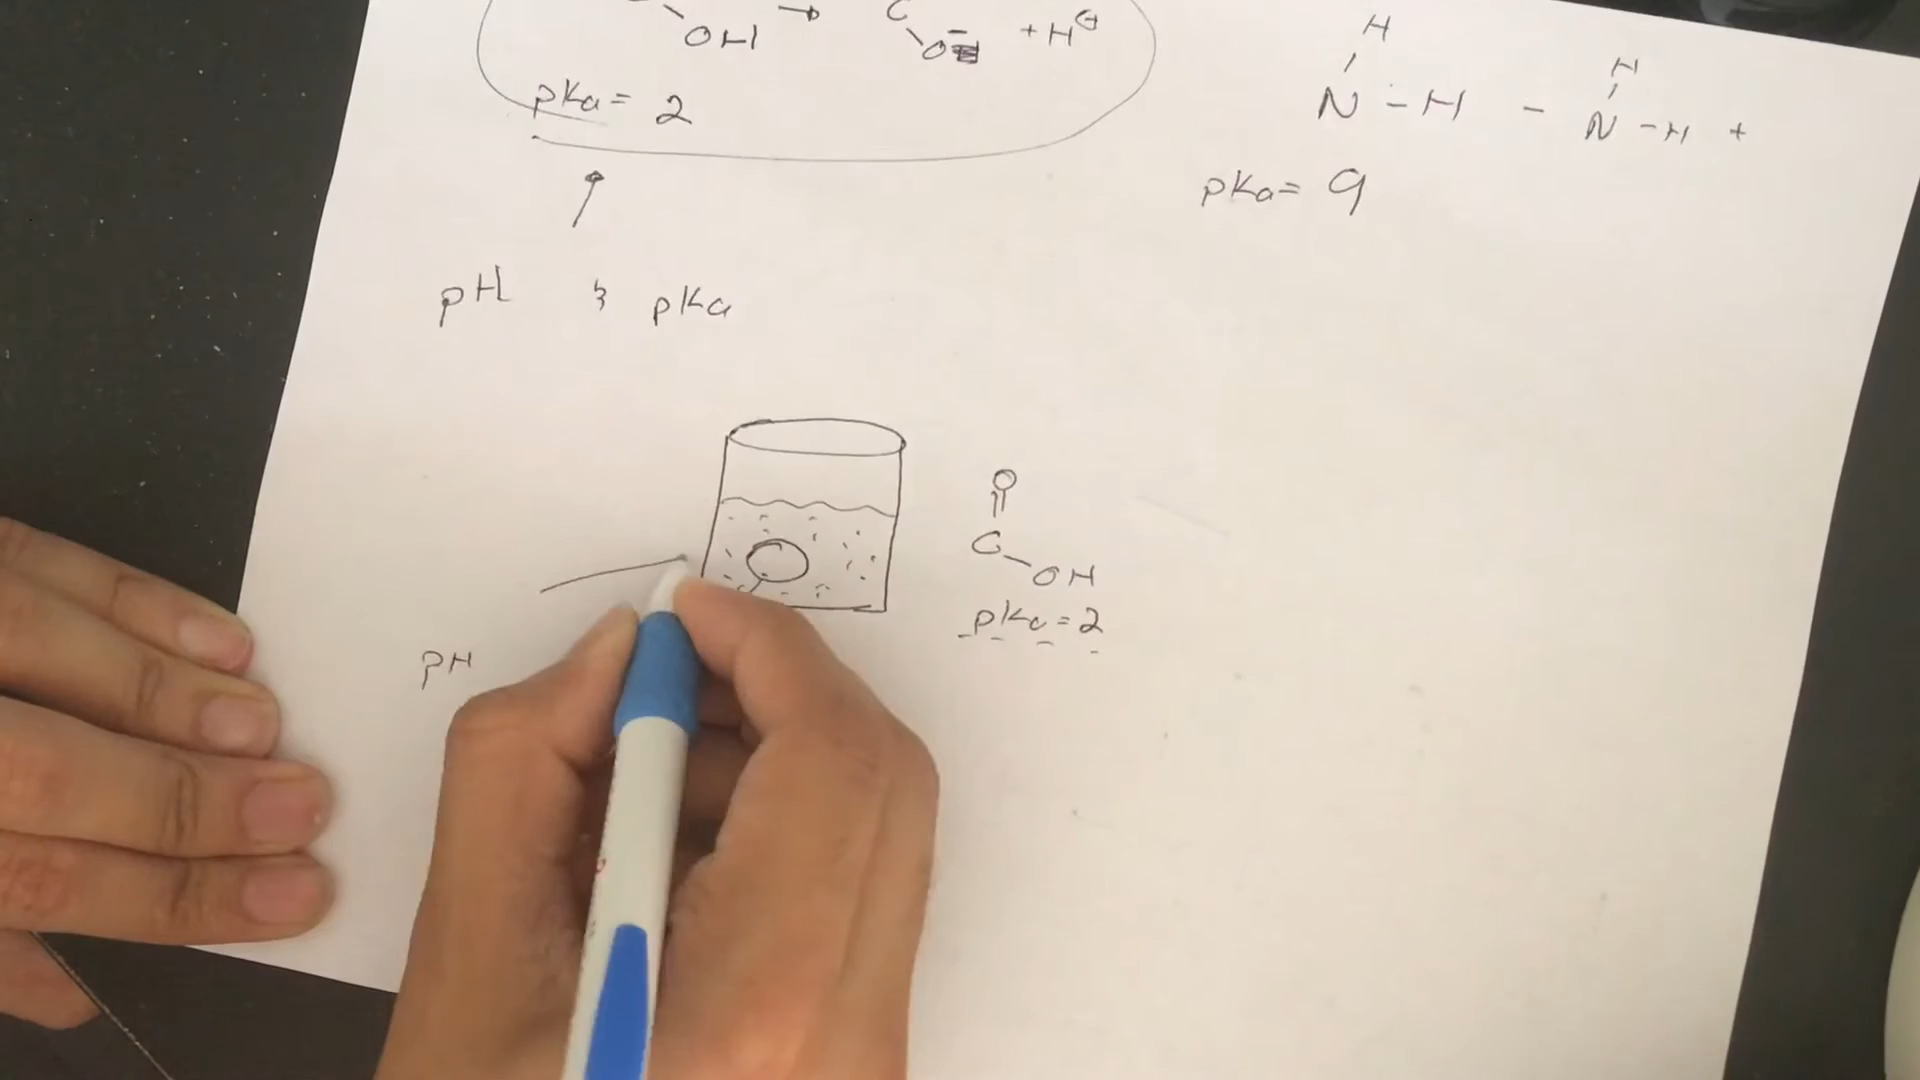 C
OH → O⁻ + H⊕
pka = 2
H
N - H - N - H +
H
pka = 9
pH & pka
O
C
OH
pka = 2
pH